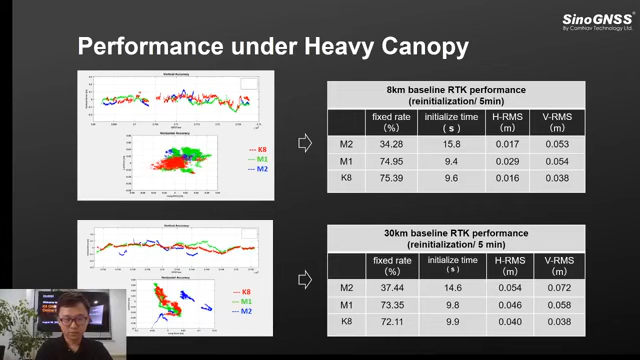 SinoGNSS
By ComNav Technology Ltd.
Performance under Heavy Canopy
Vertical Accuracy
Horizontal Accuracy
K8
M1
M2
8km baseline RTK performance
(reinitialization/ 5min)
fixed rate (%) initialize time (s) H-RMS (m) V-RMS (m)
M2 34.28 15.8 0.017 0.053
M1 74.95 9.4 0.029 0.054
K8 75.39 9.6 0.016 0.038
Vertical Accuracy
Horizontal Accuracy
K8
M1
M2
30km baseline RTK performance
(reinitialization/ 5 min)
fixed rate (%) initialize time (s) H-RMS (m) V-RMS (m)
M2 37.44 14.6 0.054 0.072
M1 73.35 9.8 0.046 0.058
K8 72.11 9.9 0.040 0.038